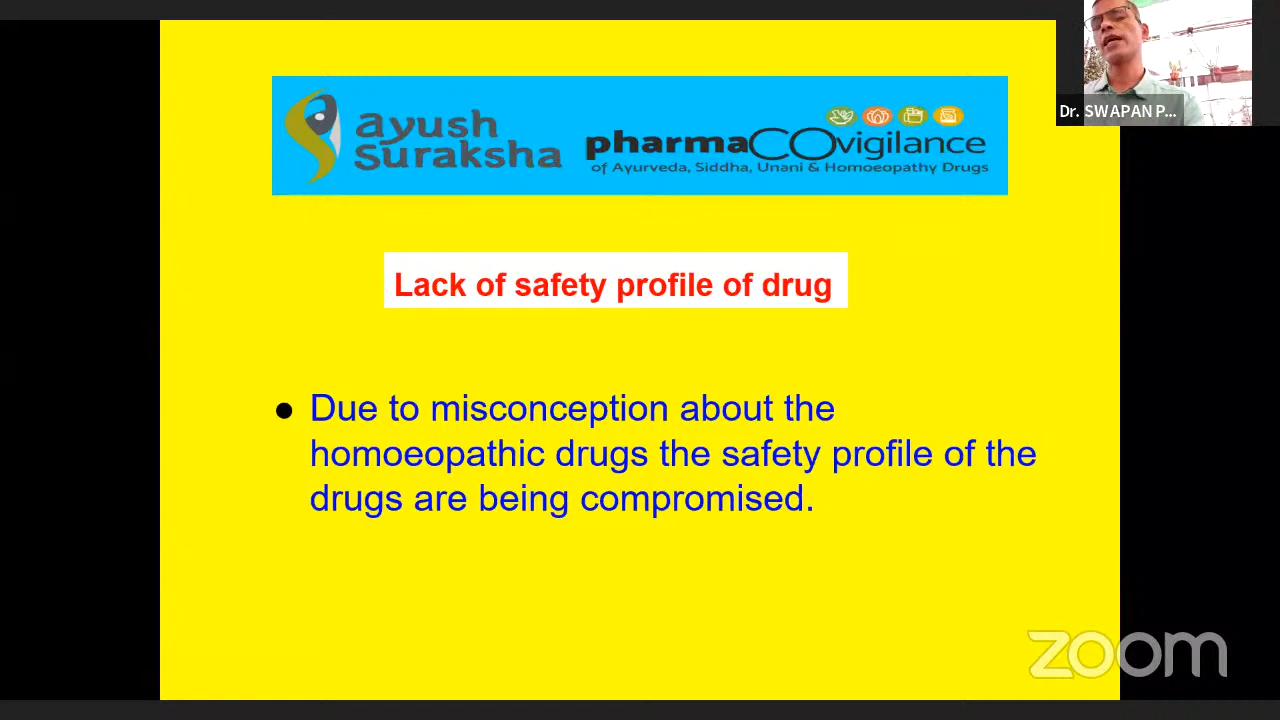 Dr. SWAPAN P...
ayush
suraksha
pharmaCOvigilance
of Ayurveda, Siddha, Unani & Homoeopathy Drugs
Lack of safety profile of drug
● Due to misconception about the
homoeopathic drugs the safety profile of the
drugs are being compromised.
zoom